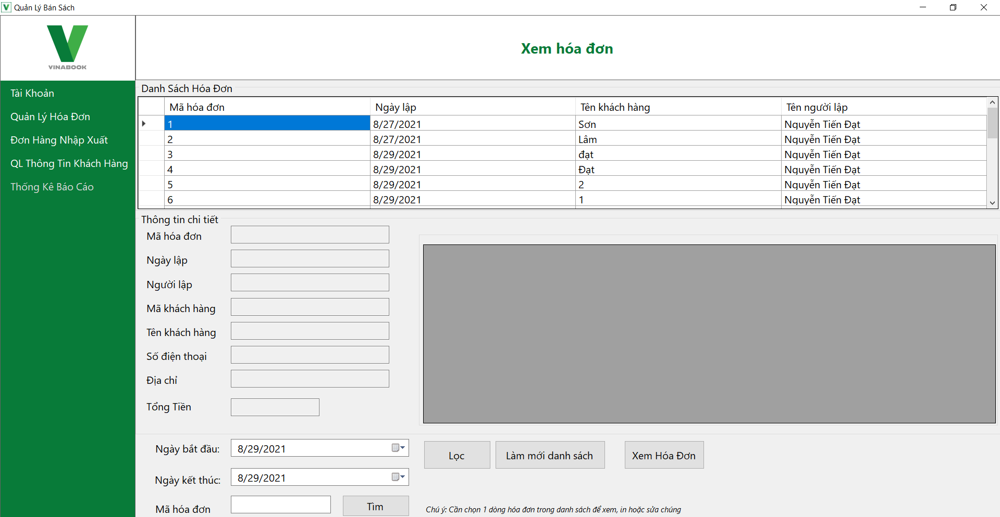 Quản Lý Bán Sách
VINABOOK
Xem hóa đơn
Tài Khoản
Quản Lý Hóa Đơn
Đơn Hàng Nhập Xuất
QL Thông Tin Khách Hàng
Thống Kê Báo Cáo
Danh Sách Hóa Đơn
Mã hóa đơn Ngày lập Tên khách hàng Tên người lập
1 8/27/2021 Sơn Nguyễn Tiến Đạt
2 8/27/2021 Lâm Nguyễn Tiến Đạt
3 8/29/2021 đạt Nguyễn Tiến Đạt
4 8/29/2021 Đạt Nguyễn Tiến Đạt
5 8/29/2021 2 Nguyễn Tiến Đạt
6 8/29/2021 1 Nguyễn Tiến Đạt
Thông tin chi tiết
Mã hóa đơn
Ngày lập
Người lập
Mã khách hàng
Tên khách hàng
Số điện thoại
Địa chỉ
Tổng Tiền
Ngày bắt đầu: 8/29/2021 Lọc Làm mới danh sách Xem Hóa Đơn
Ngày kết thúc: 8/29/2021
Mã hóa đơn Tìm Chú ý: Cần chọn 1 dòng hóa đơn trong danh sách để xem, in hoặc sửa chúng